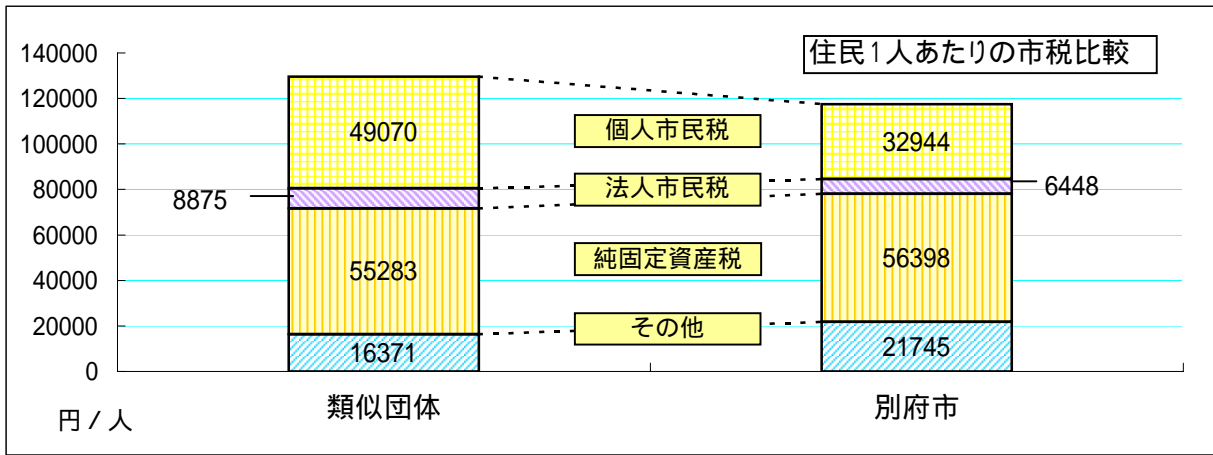 住民1人あたりの市税比較
140000
120000
100000
80000
60000
40000
20000
0
円/人
49070
8875
55283
16371
個人市民税
法人市民税
純固定資産税
その他
32944
6448
56398
21745
類似団体
別府市